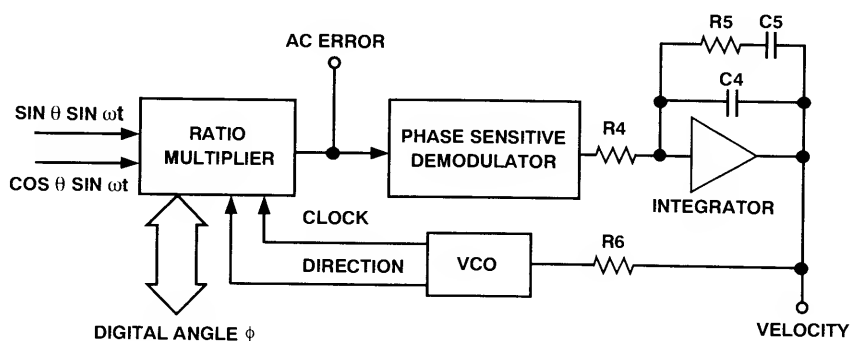 AC ERROR
R5
C5
C4
SIN θ SIN ωt
COS θ SIN ωt
RATIO
MULTIPLIER
PHASE SENSITIVE
DEMODULATOR
R4
INTEGRATOR
CLOCK
DIRECTION
VCO
R6
DIGITAL ANGLE ϕ
VELOCITY